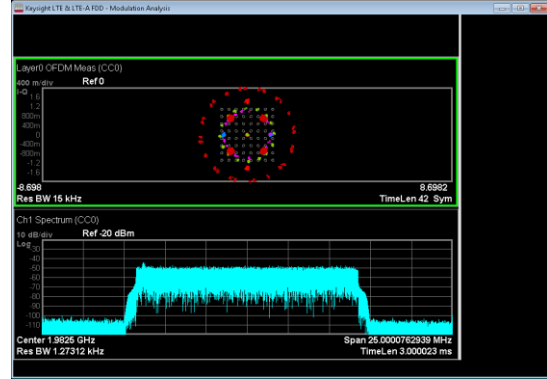 Keysight LTE & LTE-A FDD - Modulation Analysis
Layer0 OFDM Meas (CC0)
400 m/div Ref 0
I-Q
1.6
1.2
800m
400m
0
-400m
-800m
-1.2
-1.6
-8.698 8.6982
Res BW 15 kHz TimeLen 42 Sym
Ch1 Spectrum (CC0)
10 dB/div Ref -20 dBm
Log
-30
-40
-50
-60
-70
-80
-90
-100
-110
Center 1.9825 GHz Span 25.0000762939 MHz
Res BW 1.27312 kHz TimeLen 3.000023 ms